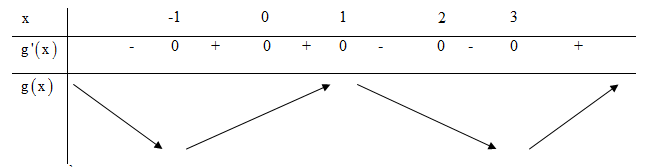 x -1 0 1 2 3
g'(x) - 0 + 0 + 0 - 0 - 0 +
g(x)